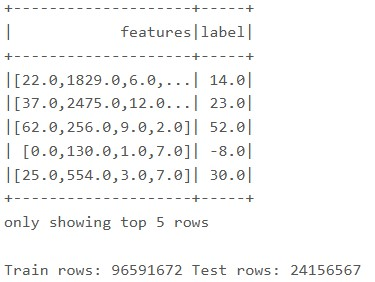 +--------------------+-----+
|            features|label|
+--------------------+-----+
|[22.0,1829.0,6.0,...| 14.0|
|[37.0,2475.0,12.0...| 23.0|
|[62.0,256.0,9.0,2.0]| 52.0|
| [0.0,130.0,1.0,7.0]| -8.0|
|[25.0,554.0,3.0,7.0]| 30.0|
+--------------------+-----+
only showing top 5 rows
Train rows: 96591672 Test rows: 24156567